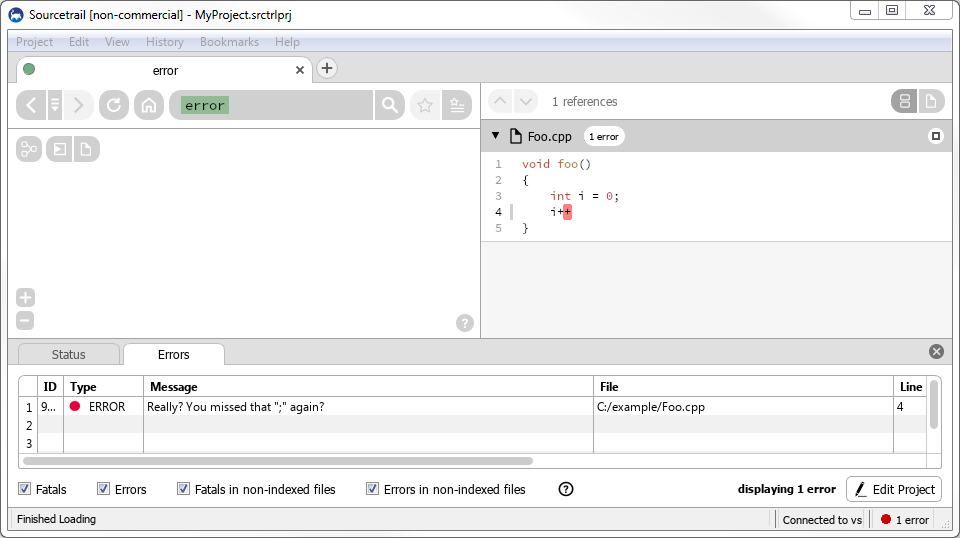 Sourcetrail [non-commercial] - MyProject.srctrlprj
Project Edit View History Bookmarks Help
error
error
1 references
Foo.cpp 1 error
1 void foo()
2 {
3 int i = 0;
4 i++
5 }
Status Errors
ID Type Message File Line
1 9... ERROR Really? You missed that ";" again? C:/example/Foo.cpp 4
2
3
Fatals Errors Fatals in non-indexed files Errors in non-indexed files ? displaying 1 error Edit Project
Finished Loading Connected to vs 1 error